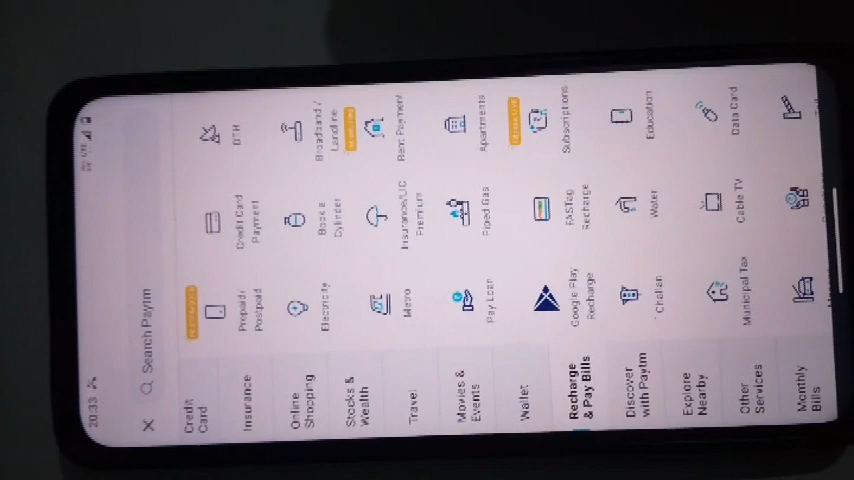 20:33
Search Paytm
Credit
Card
Insurance
Online
Shopping
Stocks &
Wealth
Travel
Movies &
Events
Wallet
Recharge
& Pay Bills
Discover
with Paytm
Explore
Nearby
Other
Services
Monthly
Bills
Prepaid/
Postpaid
Credit Card
Payment
DTH
Electricity
Book a
Cylinder
Broadband/
Landline
Metro
Insurance/LIC
Premium
Rent Payment
Pay Loan
Piped Gas
Apartments
Google Play
Recharge
FASTag
Recharge
Subscriptions
Challan
Water
Education
Municipal Tax
Cable TV
Data Card